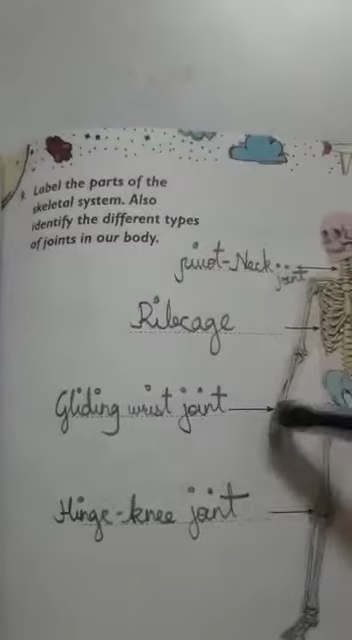 9. Label the parts of the
skeletal system. Also
identify the different types
of joints in our body.
pivot-Neck joint
Ribcage
Gliding wrist joint
Hinge-knee joint